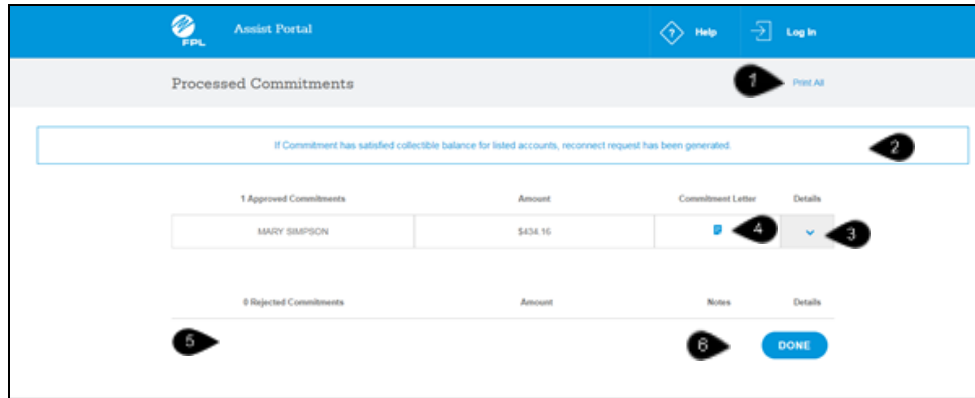 FPL
Assist Portal
? Help
Log In
Processed Commitments
1
Print All
If Commitment has satisfied collectible balance for listed accounts, reconnect request has been generated.
2
1 Approved Commitments Amount Commitment Letter Details
MARY SIMPSON $434.16 4 3
0 Rejected Commitments Amount Notes Details
5 6 DONE